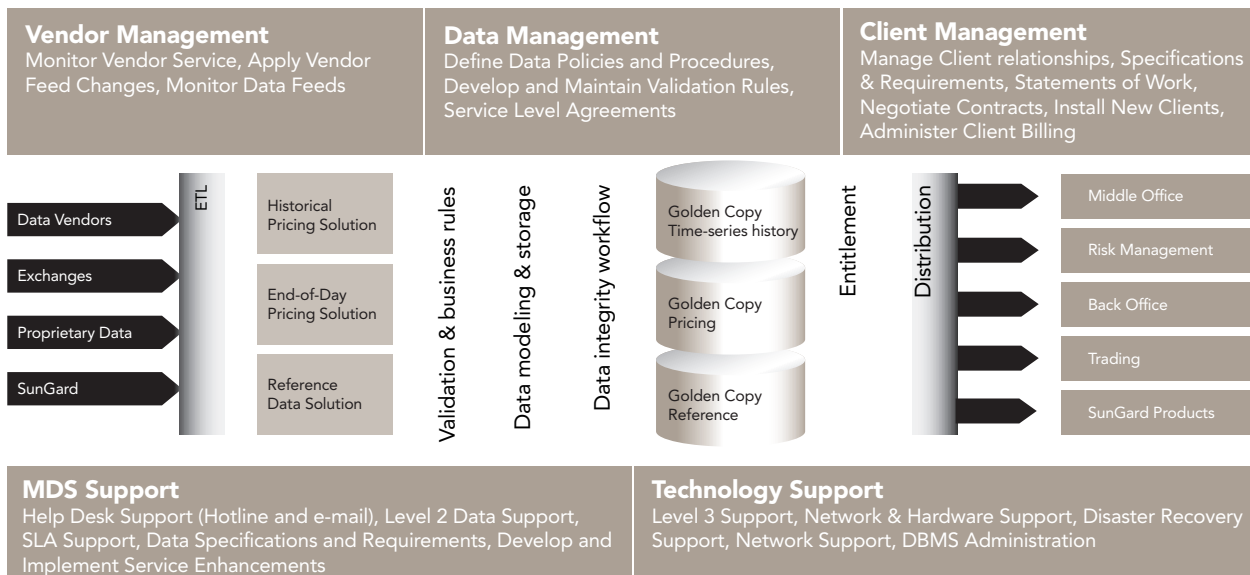 Vendor Management
Monitor Vendor Service, Apply Vendor
Feed Changes, Monitor Data Feeds
Data Management
Define Data Policies and Procedures,
Develop and Maintain Validation Rules,
Service Level Agreements
Client Management
Manage Client relationships, Specifications
& Requirements, Statements of Work,
Negotiate Contracts, Install New Clients,
Administer Client Billing
Data Vendors
Exchanges
Proprietary Data
SunGard
ETL
Historical
Pricing Solution
End-of-Day
Pricing Solution
Reference
Data Solution
Validation & business rules
Data modeling & storage
Data integrity workflow
Golden Copy
Time-series history
Golden Copy
Pricing
Golden Copy
Reference
Entitlement
Distribution
Middle Office
Risk Management
Back Office
Trading
SunGard Products
MDS Support
Help Desk Support (Hotline and e-mail), Level 2 Data Support,
SLA Support, Data Specifications and Requirements, Develop and
Implement Service Enhancements
Technology Support
Level 3 Support, Network & Hardware Support, Disaster Recovery
Support, Network Support, DBMS Administration